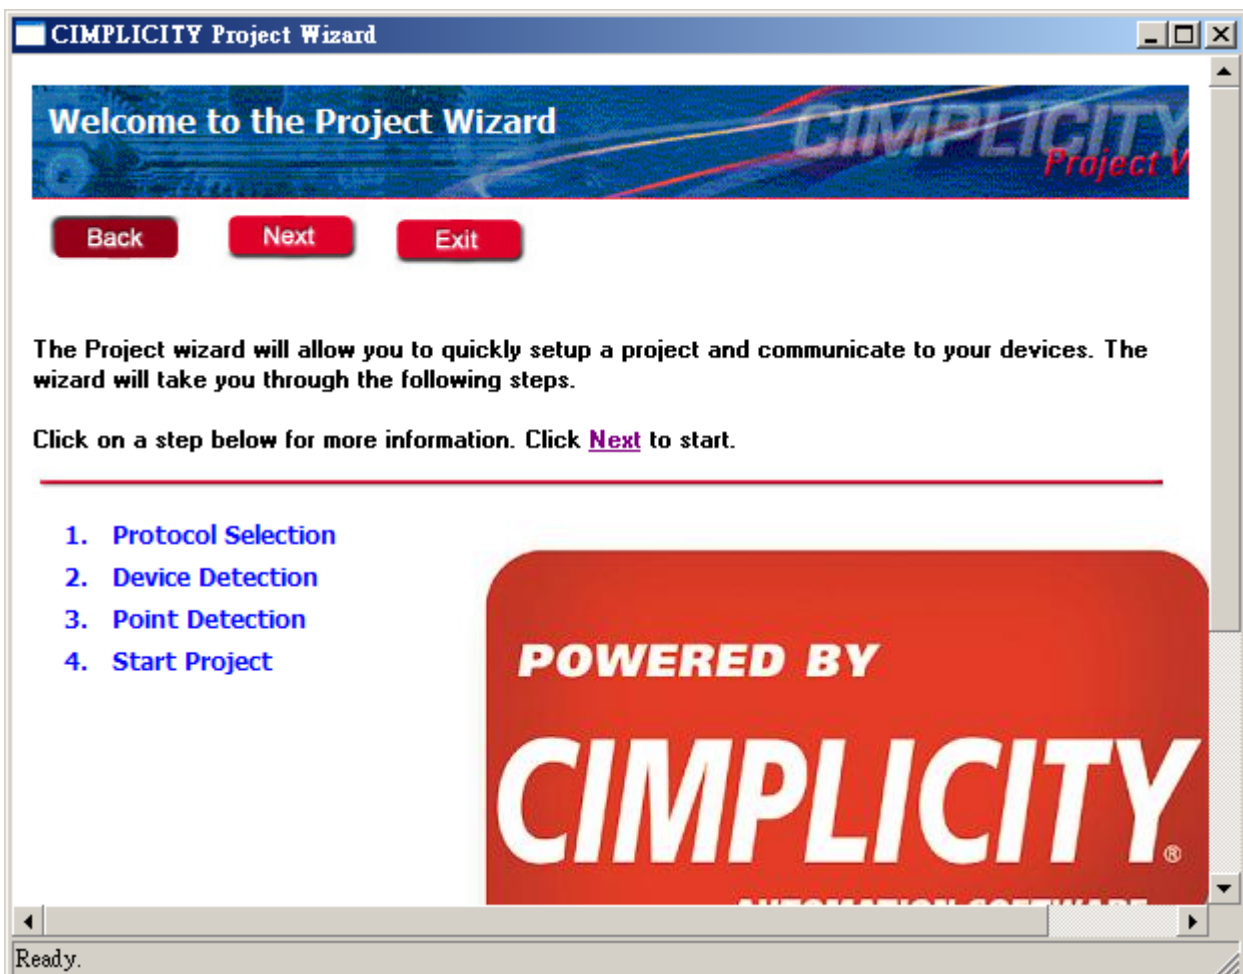 CIMPLICITY Project Wizard
Welcome to the Project Wizard
CIMPLICITY
Project
Back
Next
Exit
The Project wizard will allow you to quickly setup a project and communicate to your devices. The
wizard will take you through the following steps.
Click on a step below for more information. Click Next to start.
1. Protocol Selection
2. Device Detection
3. Point Detection
4. Start Project
POWERED BY
CIMPLICITY®
AUTOMATION SOFTWARE
Ready.